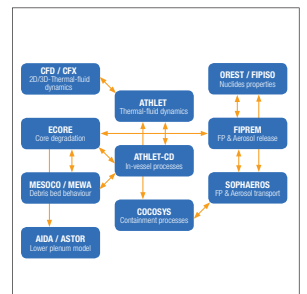 CFD / CFX
2D/3D-Thermal-fluid
dynamics
ATHLET
Thermal-fluid dynamics
OREST / FIPISO
Nuclides properties
ECORE
Core degradation
FIPREM
FP & Aerosol release
ATHLET-CD
In-vessel processes
MESOCO / MEWA
Debris bed behaviour
SOPHAEROS
FP & Aerosol transport
COCOSYS
Containment processes
AIDA / ASTOR
Lower plenum model